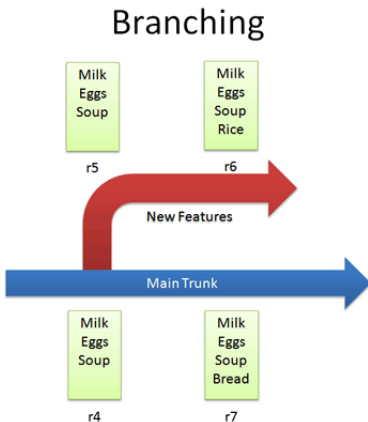 Branching
Milk
Eggs
Soup
r5
Milk
Eggs
Soup
Rice
r6
New Features
Main Trunk
Milk
Eggs
Soup
r4
Milk
Eggs
Soup
Bread
r7